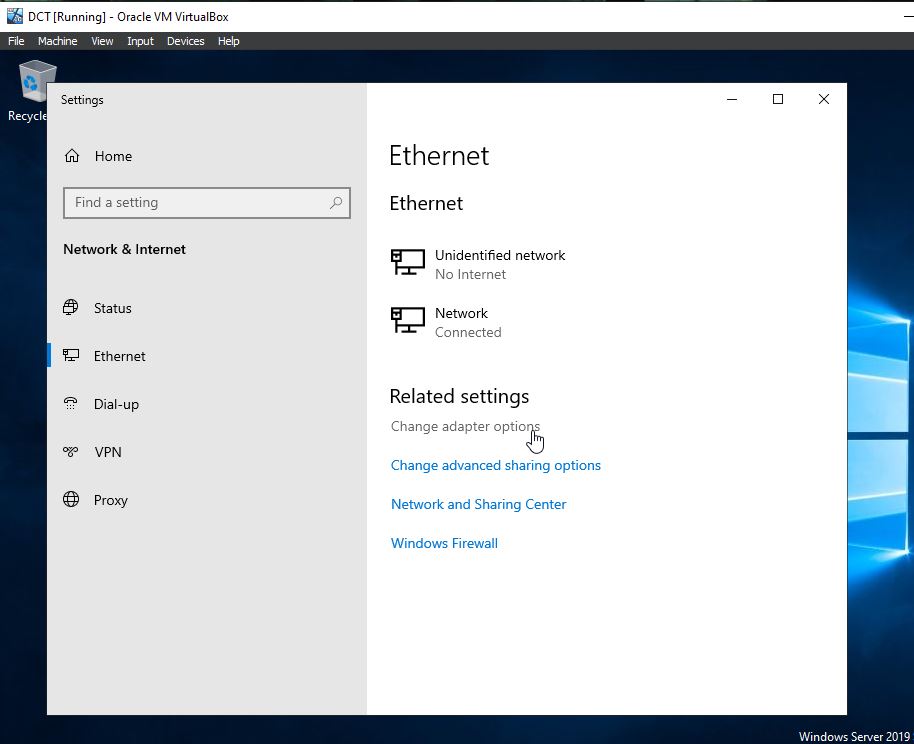 DCT [Running] - Oracle VM VirtualBox
File Machine View Input Devices Help
Recycle
Settings
Home
Find a setting
Network & Internet
Status
Ethernet
Dial-up
VPN
Proxy
Ethernet
Ethernet
Unidentified network
No Internet
Network
Connected
Related settings
Change adapter options
Change advanced sharing options
Network and Sharing Center
Windows Firewall
Windows Server 2019